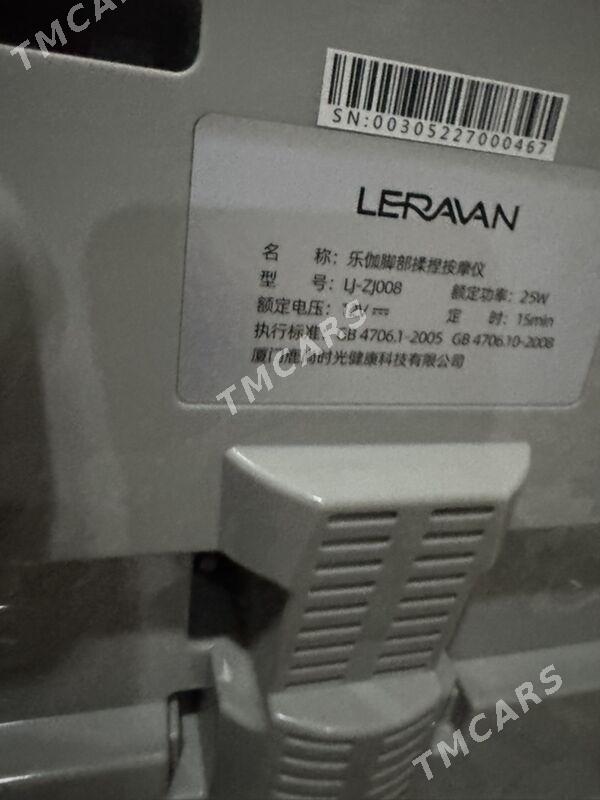 TMCARS
SN:00305227000467
LERAVAN
名 称: 乐伽脚部揉捏按摩仪
型 号: LJ-ZJ008 额定功率: 25W
额定电压: V 定 时: 15min
执行标准: GB 4706.1-2005 GB 4706.10-2008
厦门 时光健康科技有限公司
TMCARS
TMCARS